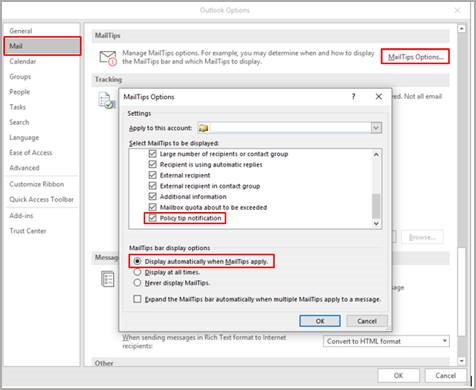 Outlook Options
General
Mail
Calendar
Groups
People
Tasks
Search
Language
Ease of Access
Advanced
Customize Ribbon
Quick Access Toolbar
Add-ins
Trust Center
MailTips
Manage MailTips options. For example, you may determine when and how to display
the MailTips bar and which MailTips to display.
MailTips Options...
Tracking
red. Not all email
MailTips Options
?
Settings
Apply to this account:
Select MailTips to be displayed:
Large number of recipients or contact group
Recipient is using automatic replies
External recipient
External recipient in contact group
Additional information
Mailbox quota about to be exceeded
Policy tip notification
MailTips bar display options
Display automatically when MailTips apply.
Display at all times.
Never display MailTips.
Expand the MailTips bar automatically when multiple MailTips apply to a message.
OK Cancel
Browse...
Message
When sending messages in Rich Text format to Internet
recipients:
Convert to HTML format
Other
OK Cancel